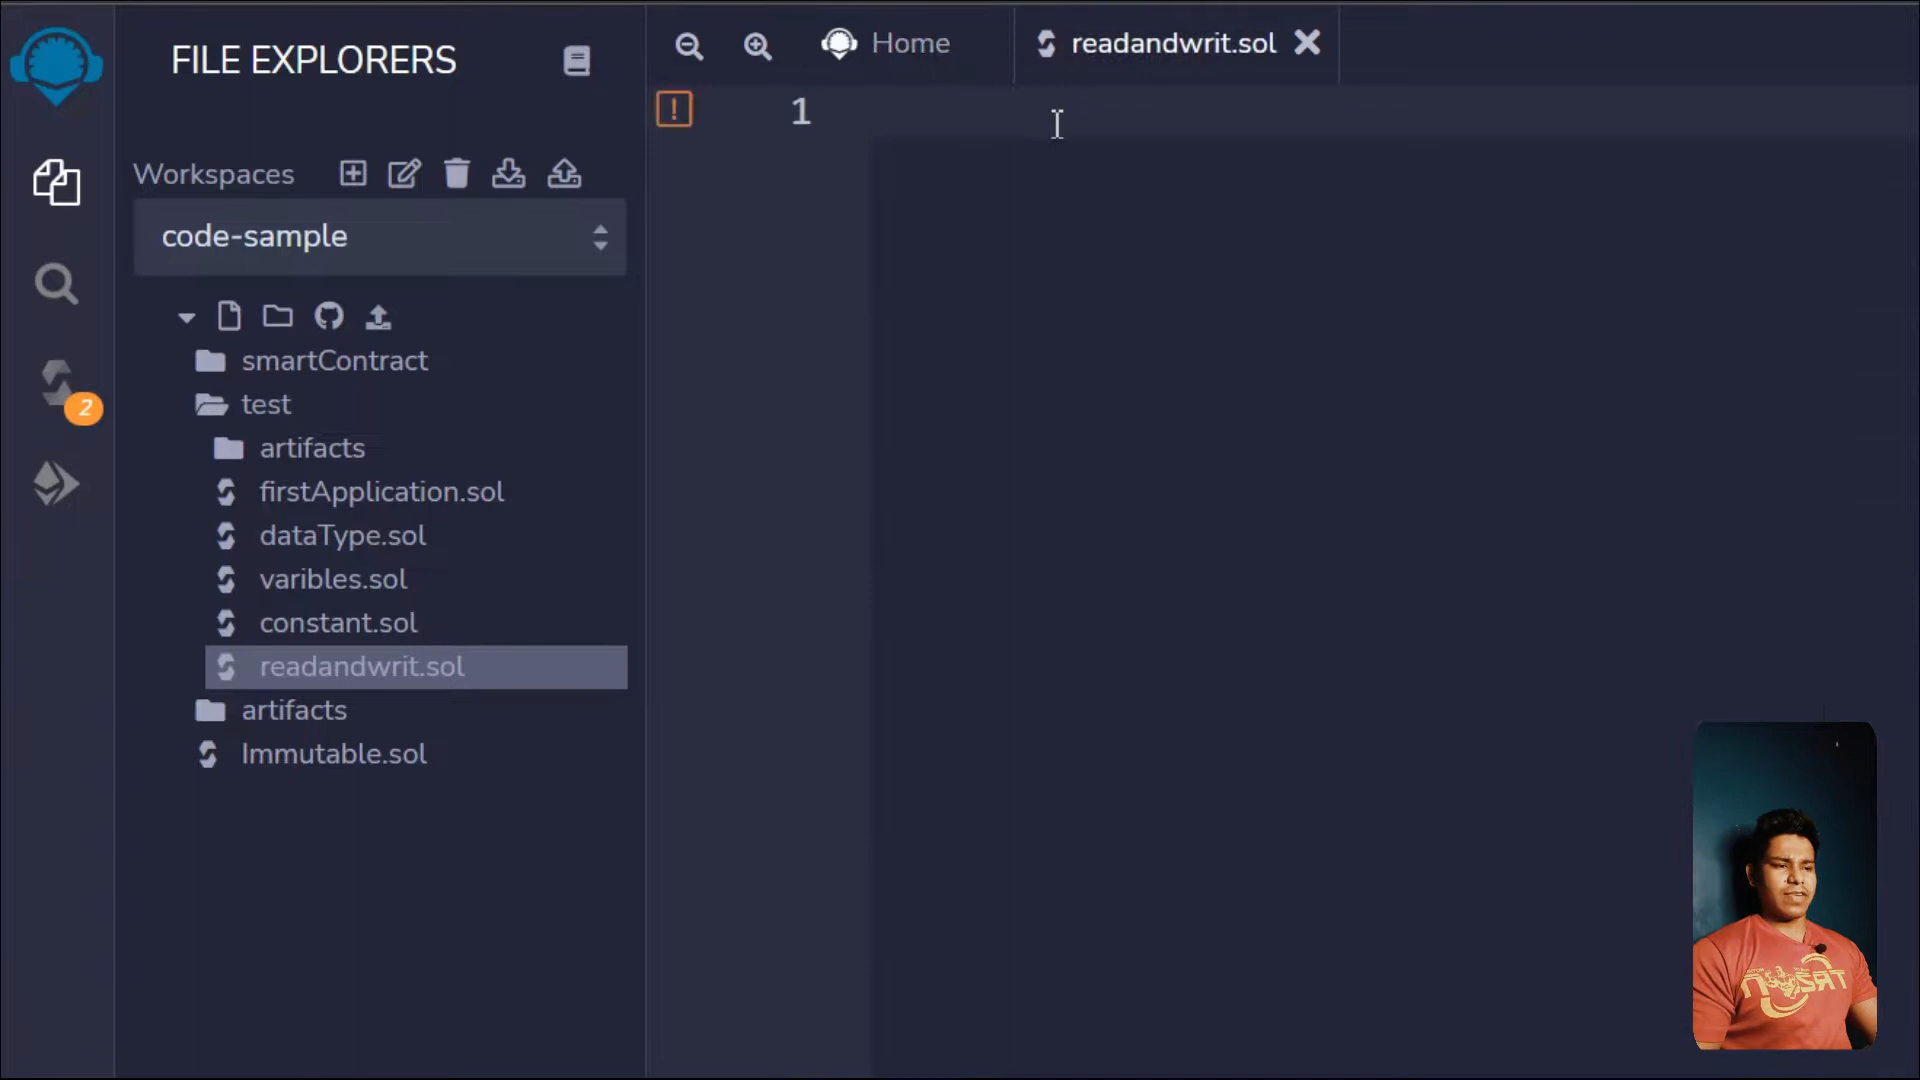 FILE EXPLORERS
Home
readandwrit.sol
!
1
Workspaces
code-sample
smartContract
test
artifacts
firstApplication.sol
dataType.sol
varibles.sol
constant.sol
readandwrit.sol
artifacts
Immutable.sol
2